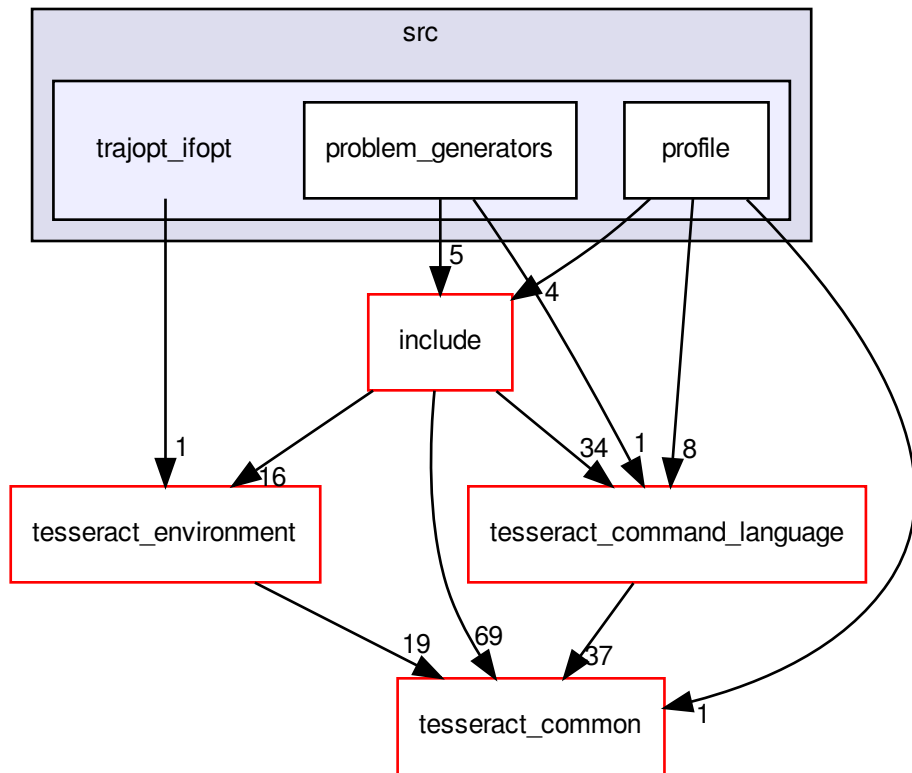 src
trajopt_ifopt
problem_generators
profile
5
4
include
1
16
34
1
8
tesseract_environment
tesseract_command_language
19
69
37
1
tesseract_common